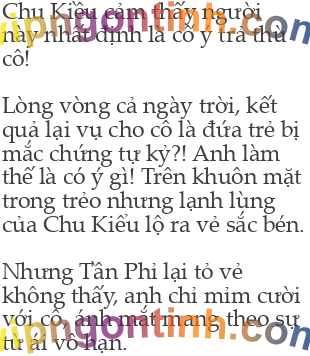 Chu Kiều cảm thấy người
này nhất định là cố ý trả thù
cô!
Lòng vòng cả ngày trời, kết
quả lại vụ cho cô là đứa trẻ bị
mắc chứng tự kỷ?! Anh làm
thế là có ý gì! Trên khuôn mặt
trong trẻo nhưng lạnh lùng
của Chu Kiểu lộ ra vẻ sắc bén.
Nhưng Tần Phỉ lại tỏ vẻ
không thấy, anh chỉ mỉm cười
với cô, ánh mắt mang theo sự
từ ái vô hạn.